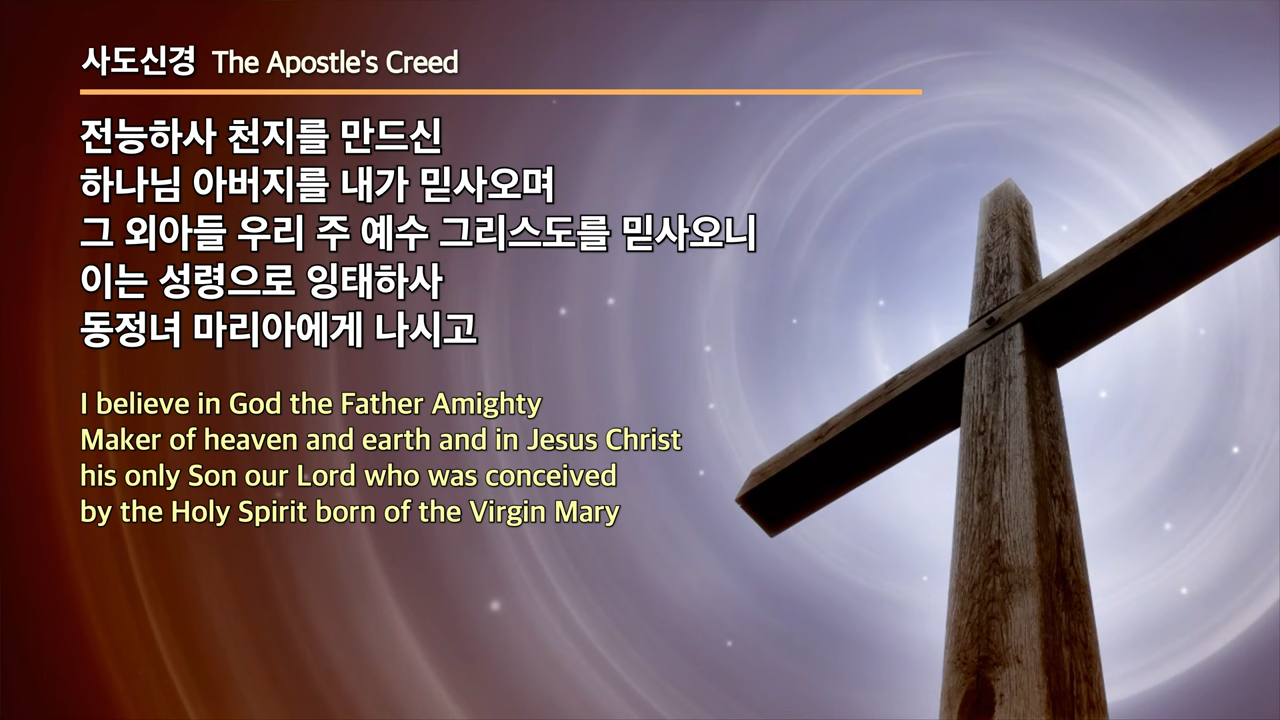 사도신경 The Apostle's Creed
전능하사 천지를 만드신
하나님 아버지를 내가 믿사오며
그 외아들 우리 주 예수 그리스도를 믿사오니
이는 성령으로 잉태하사
동정녀 마리아에게 나시고
I believe in God the Father Amighty
Maker of heaven and earth and in Jesus Christ
his only Son our Lord who was conceived
by the Holy Spirit born of the Virgin Mary